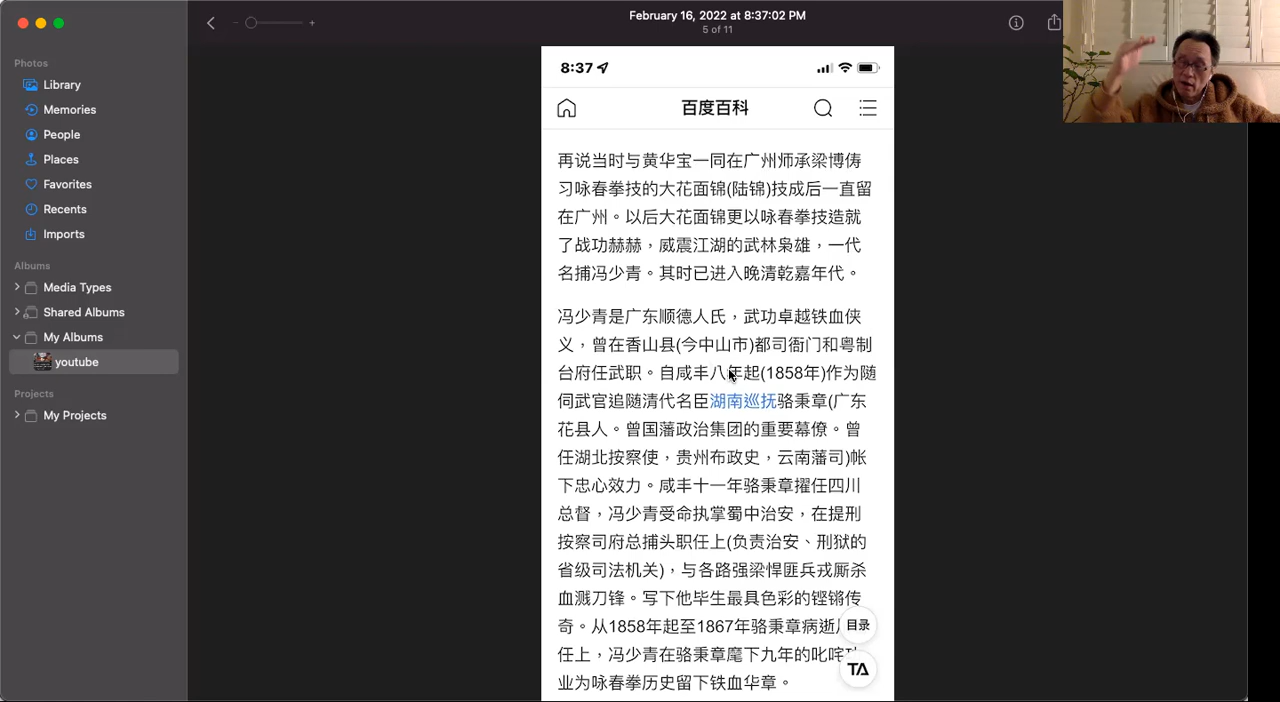 February 16, 2022 at 8:37:02 PM
5 of 11
Photos
Library
Memories
People
Places
Favorites
Recents
Imports
Albums
Media Types
Shared Albums
My Albums
youtube
Projects
My Projects
8:37
百度百科
再说当时与黄华宝一同在广州师承梁博俦
习咏春拳技的大花面锦(陆锦)技成后一直留
在广州。以后大花面锦更以咏春拳技造就
了战功赫赫，威震江湖的武林枭雄，一代
名捕冯少青。其时已进入晚清乾嘉年代。
冯少青是广东顺德人氏，武功卓越铁血侠
义，曾在香山县(今中山市)都司衙门和粤制
台府任武职。自咸丰八年起(1858年)作为随
伺武官追随清代名臣湖南巡抚骆秉章(广东
花县人。曾国藩政治集团的重要幕僚。曾
任湖北按察使，贵州布政史，云南藩司)帐
下忠心效力。咸丰十一年骆秉章擢任四川
总督，冯少青受命执掌蜀中治安，在提刑
按察司府总捕头职任上(负责治安、刑狱的
省级司法机关)，与各路强梁悍匪兵戎厮杀
血溅刀锋。写下他毕生最具色彩的铿锵传
奇。从1858年起至1867年骆秉章病逝
目录
任上，冯少青在骆秉章麾下九年的叱咤
TA
业为咏春拳历史留下铁血华章。